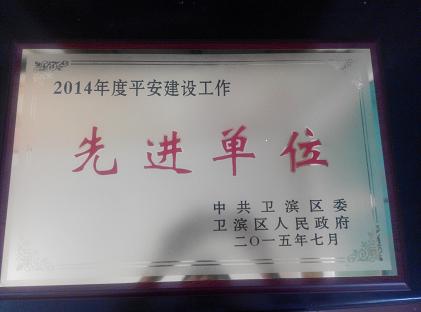 2014年度平安建设工作
先进单位
中共卫滨区委
卫滨区人民政府
二〇一五年七月